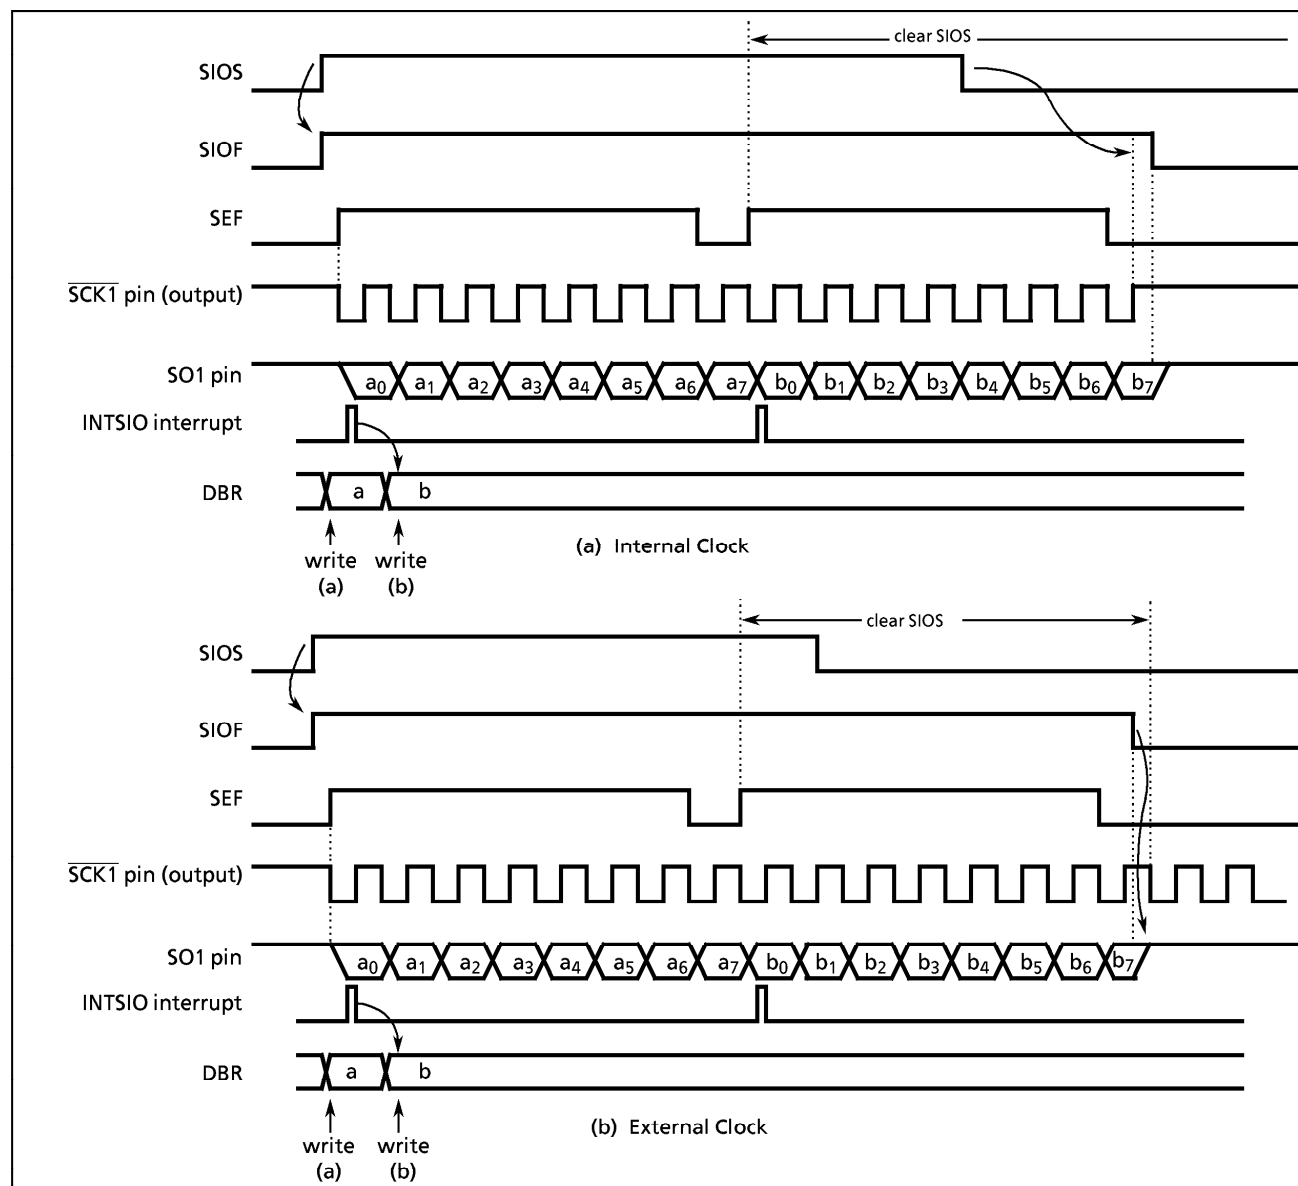 clear SIOS
SIOS
SIOF
SEF
SCK1 pin (output)
SO1 pin
a0 a1 a2 a3 a4 a5 a6 a7 b0 b1 b2 b3 b4 b5 b6 b7
INTSIO interrupt
DBR
a b
write (a)
write (b)
(a) Internal Clock
clear SIOS
SIOS
SIOF
SEF
SCK1 pin (output)
SO1 pin
a0 a1 a2 a3 a4 a5 a6 a7 b0 b1 b2 b3 b4 b5 b6 b7
INTSIO interrupt
DBR
a b
write (a)
write (b)
(b) External Clock